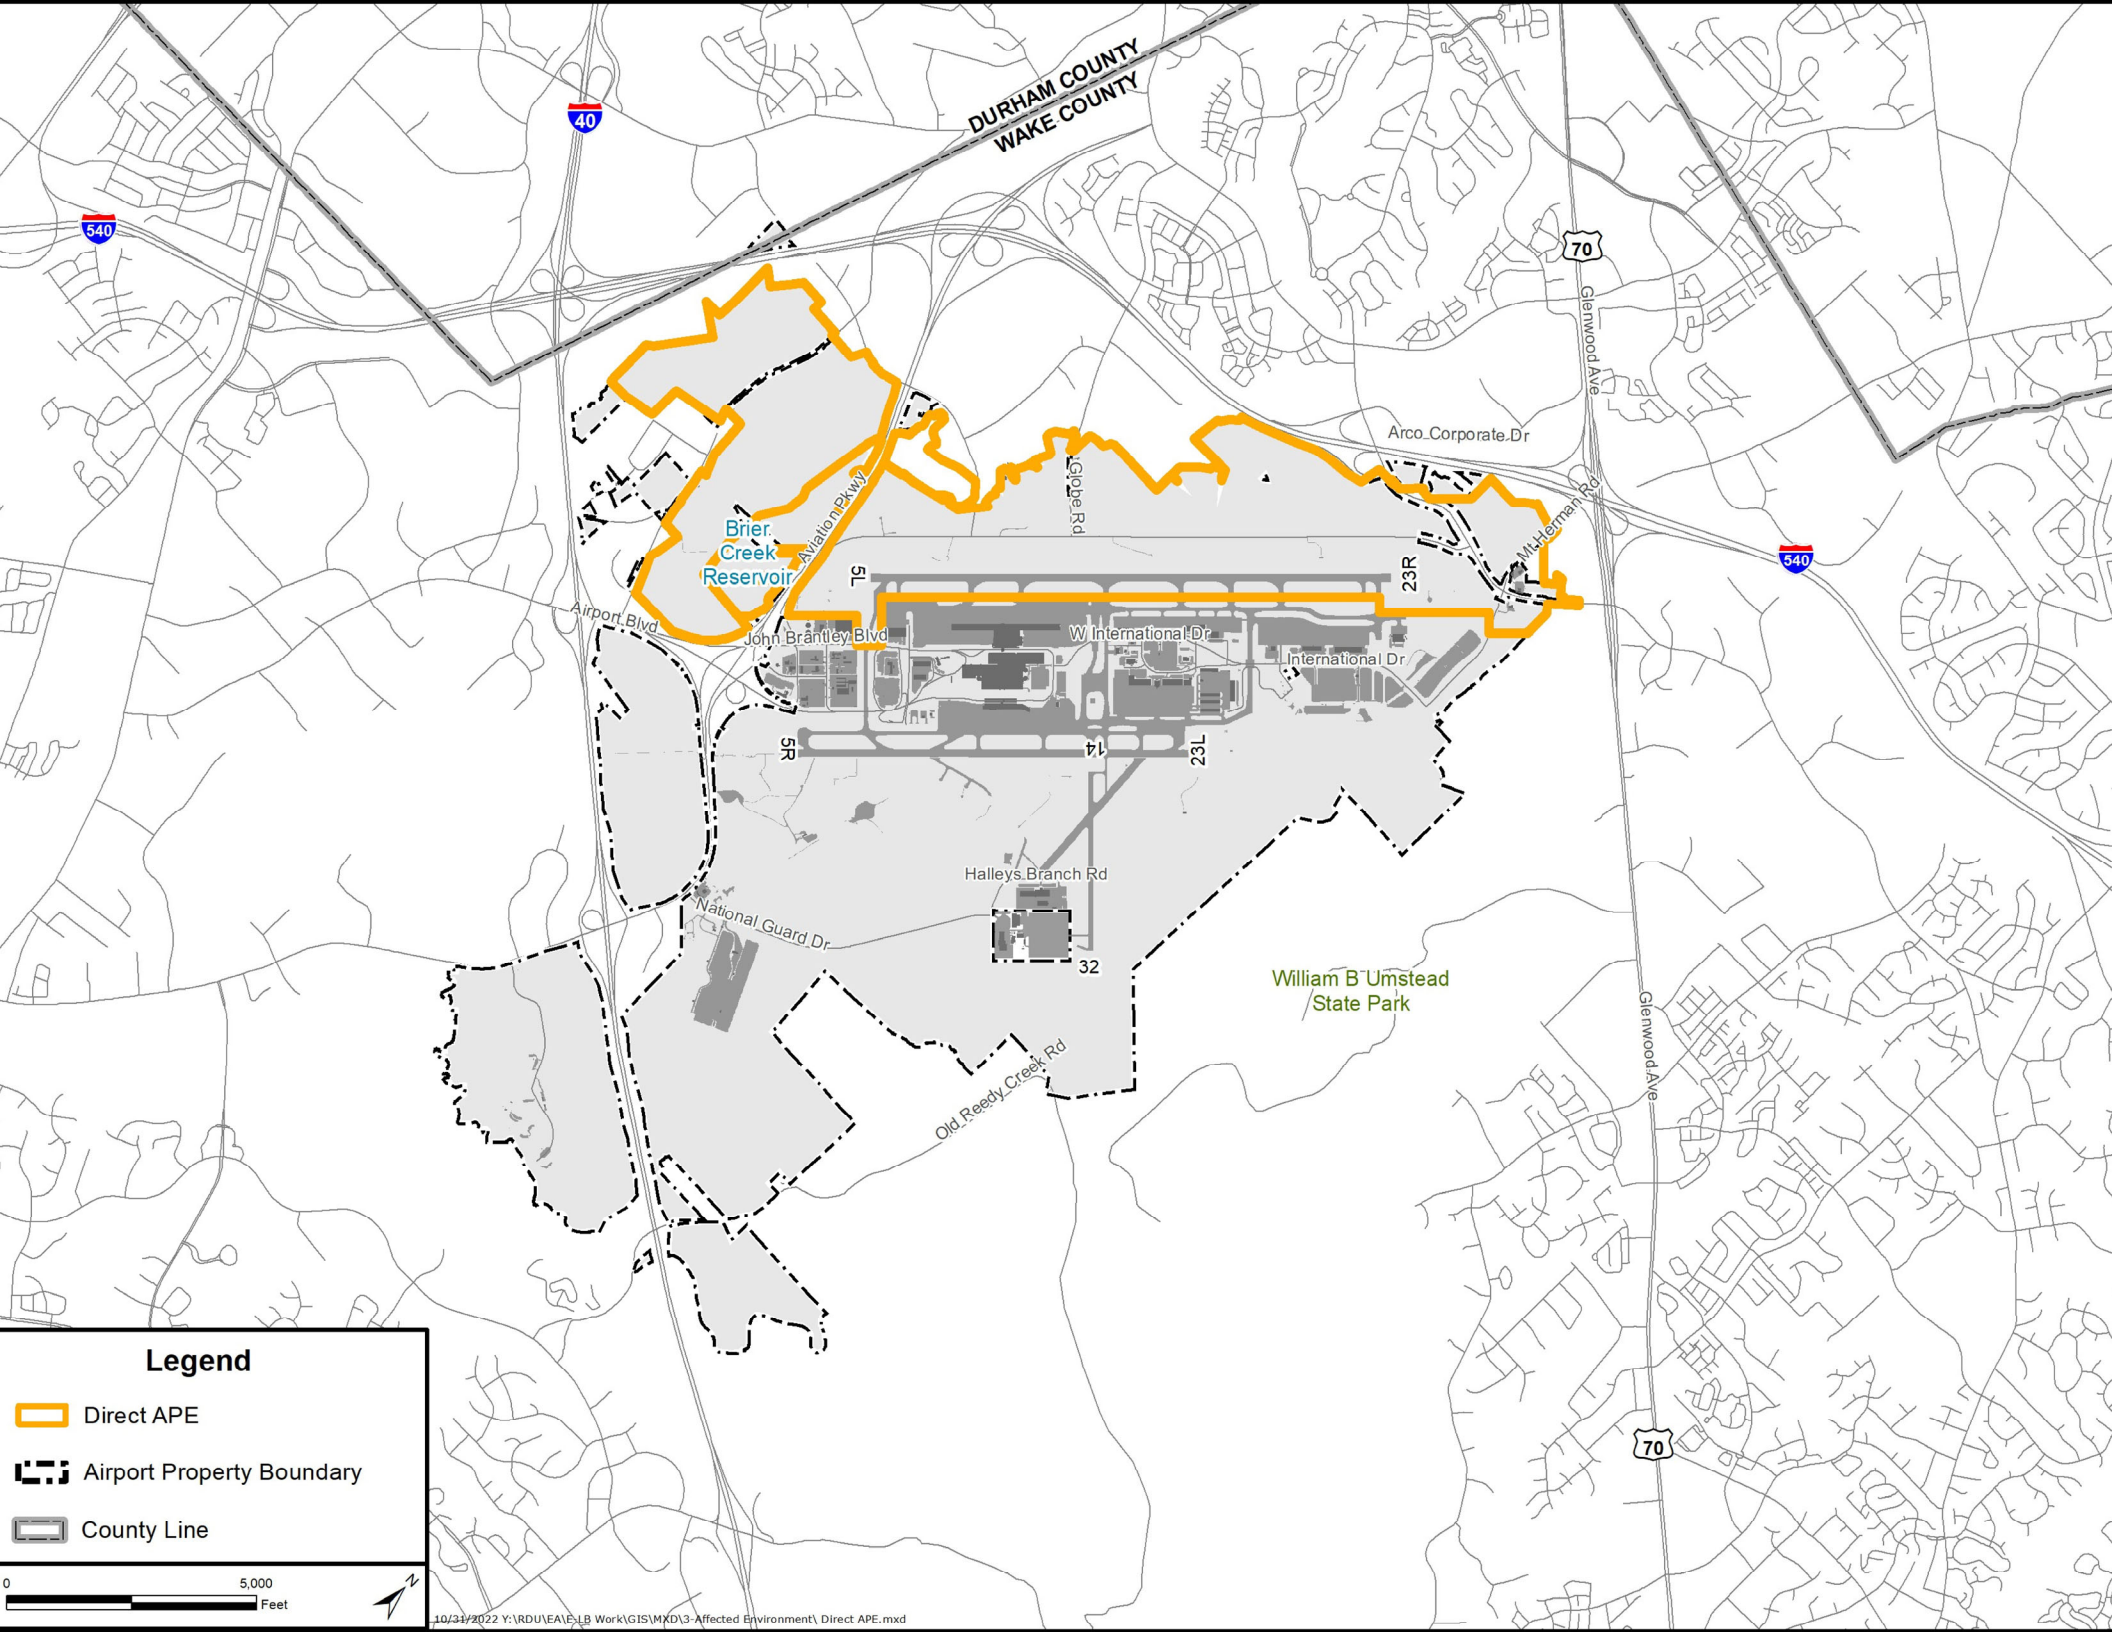 DURHAM COUNTY
WAKE COUNTY
40
540
70
Glenwood Ave
Arco Corporate Dr
Globe Rd
Mt Herman Rd
540
Aviation Pkwy
Brier
Creek
Reservoir
5L
23R
Airport Blvd
John Brantley Blvd
W International Dr
International Dr
5R
14
23L
Halleys Branch Rd
National Guard Dr
32
William B Umstead
State Park
Glenwood Ave
Old Reedy Creek Rd
70
Legend
Direct APE
Airport Property Boundary
County Line
0 5,000
Feet
N
10/31/2022 Y:\RDU\EA\E-LB Work\GIS\MXD\3-Affected Environment\ Direct APE.mxd